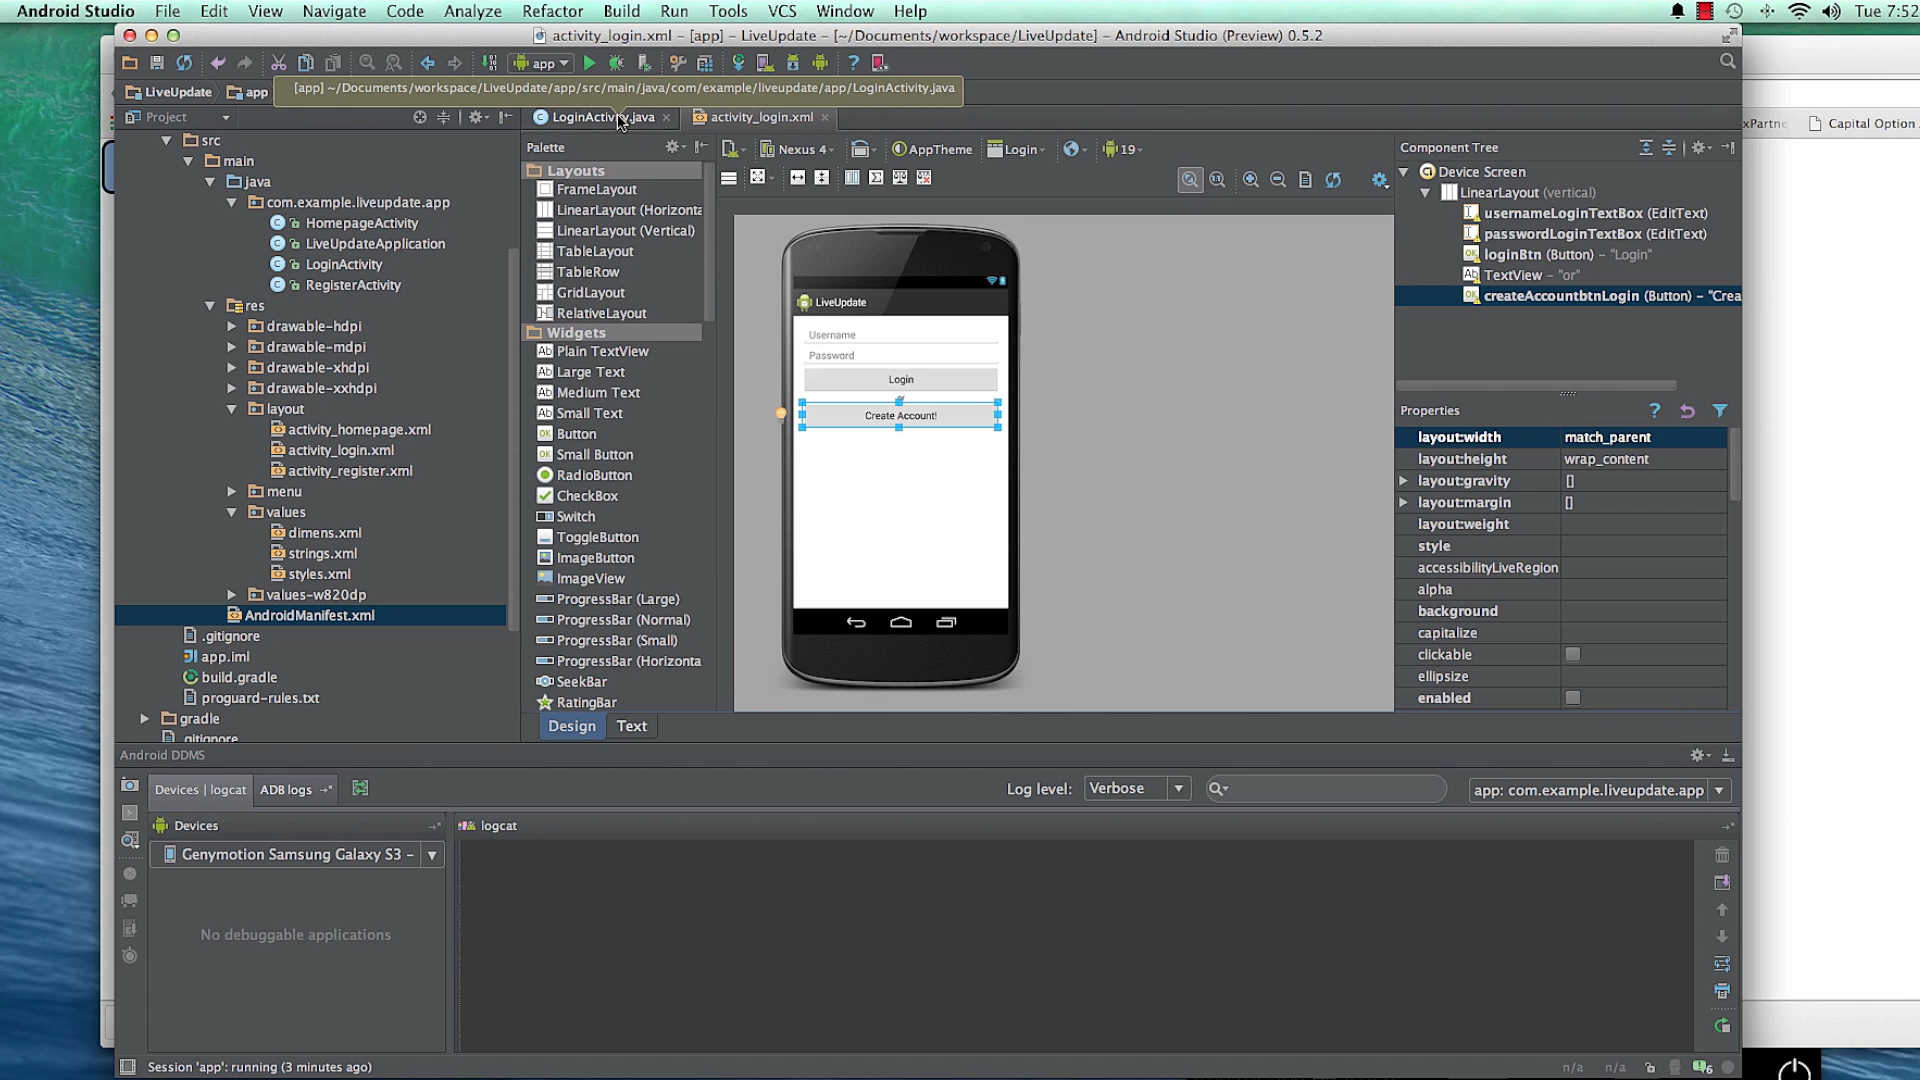 Android Studio File Edit View Navigate Code Analyze Refactor Build Run Tools VCS Window Help Tue 7:52
activity_login.xml - [app] - LiveUpdate - [~/Documents/workspace/LiveUpdate] - Android Studio (Preview) 0.5.2
app
LiveUpdate app
[app] ~/Documents/workspace/LiveUpdate/app/src/main/java/com/example/liveupdate/app/LoginActivity.java
Project
LoginActivity.java activity_login.xml
xPartne Capital Option
src
main
java
com.example.liveupdate.app
HomepageActivity
LiveUpdateApplication
LoginActivity
RegisterActivity
res
drawable-hdpi
drawable-mdpi
drawable-xhdpi
drawable-xxhdpi
layout
activity_homepage.xml
activity_login.xml
activity_register.xml
menu
values
dimens.xml
strings.xml
styles.xml
values-w820dp
AndroidManifest.xml
.gitignore
app.iml
build.gradle
proguard-rules.txt
gradle
.gitignore
Palette
Layouts
FrameLayout
LinearLayout (Horizonta
LinearLayout (Vertical)
TableLayout
TableRow
GridLayout
RelativeLayout
Widgets
Plain TextView
Large Text
Medium Text
Small Text
Button
Small Button
RadioButton
CheckBox
Switch
ToggleButton
ImageButton
ImageView
ProgressBar (Large)
ProgressBar (Normal)
ProgressBar (Small)
ProgressBar (Horizonta
SeekBar
RatingBar
Design Text
Nexus 4 AppTheme Login 19
LiveUpdate
Username
Password
Login
or
Create Account!
Component Tree
Device Screen
LinearLayout (vertical)
usernameLoginTextBox (EditText)
passwordLoginTextBox (EditText)
loginBtn (Button) - "Login"
TextView - "or"
createAccountbtnLogin (Button) - "Crea
Properties
layout:width match_parent
layout:height wrap_content
layout:gravity []
layout:margin []
layout:weight
style
accessibilityLiveRegion
alpha
background
capitalize
clickable
ellipsize
enabled
Android DDMS
Devices | logcat ADB logs Log level: Verbose app: com.example.liveupdate.app
Devices logcat
Genymotion Samsung Galaxy S3 -
No debuggable applications
Session 'app': running (3 minutes ago) n/a n/a 6